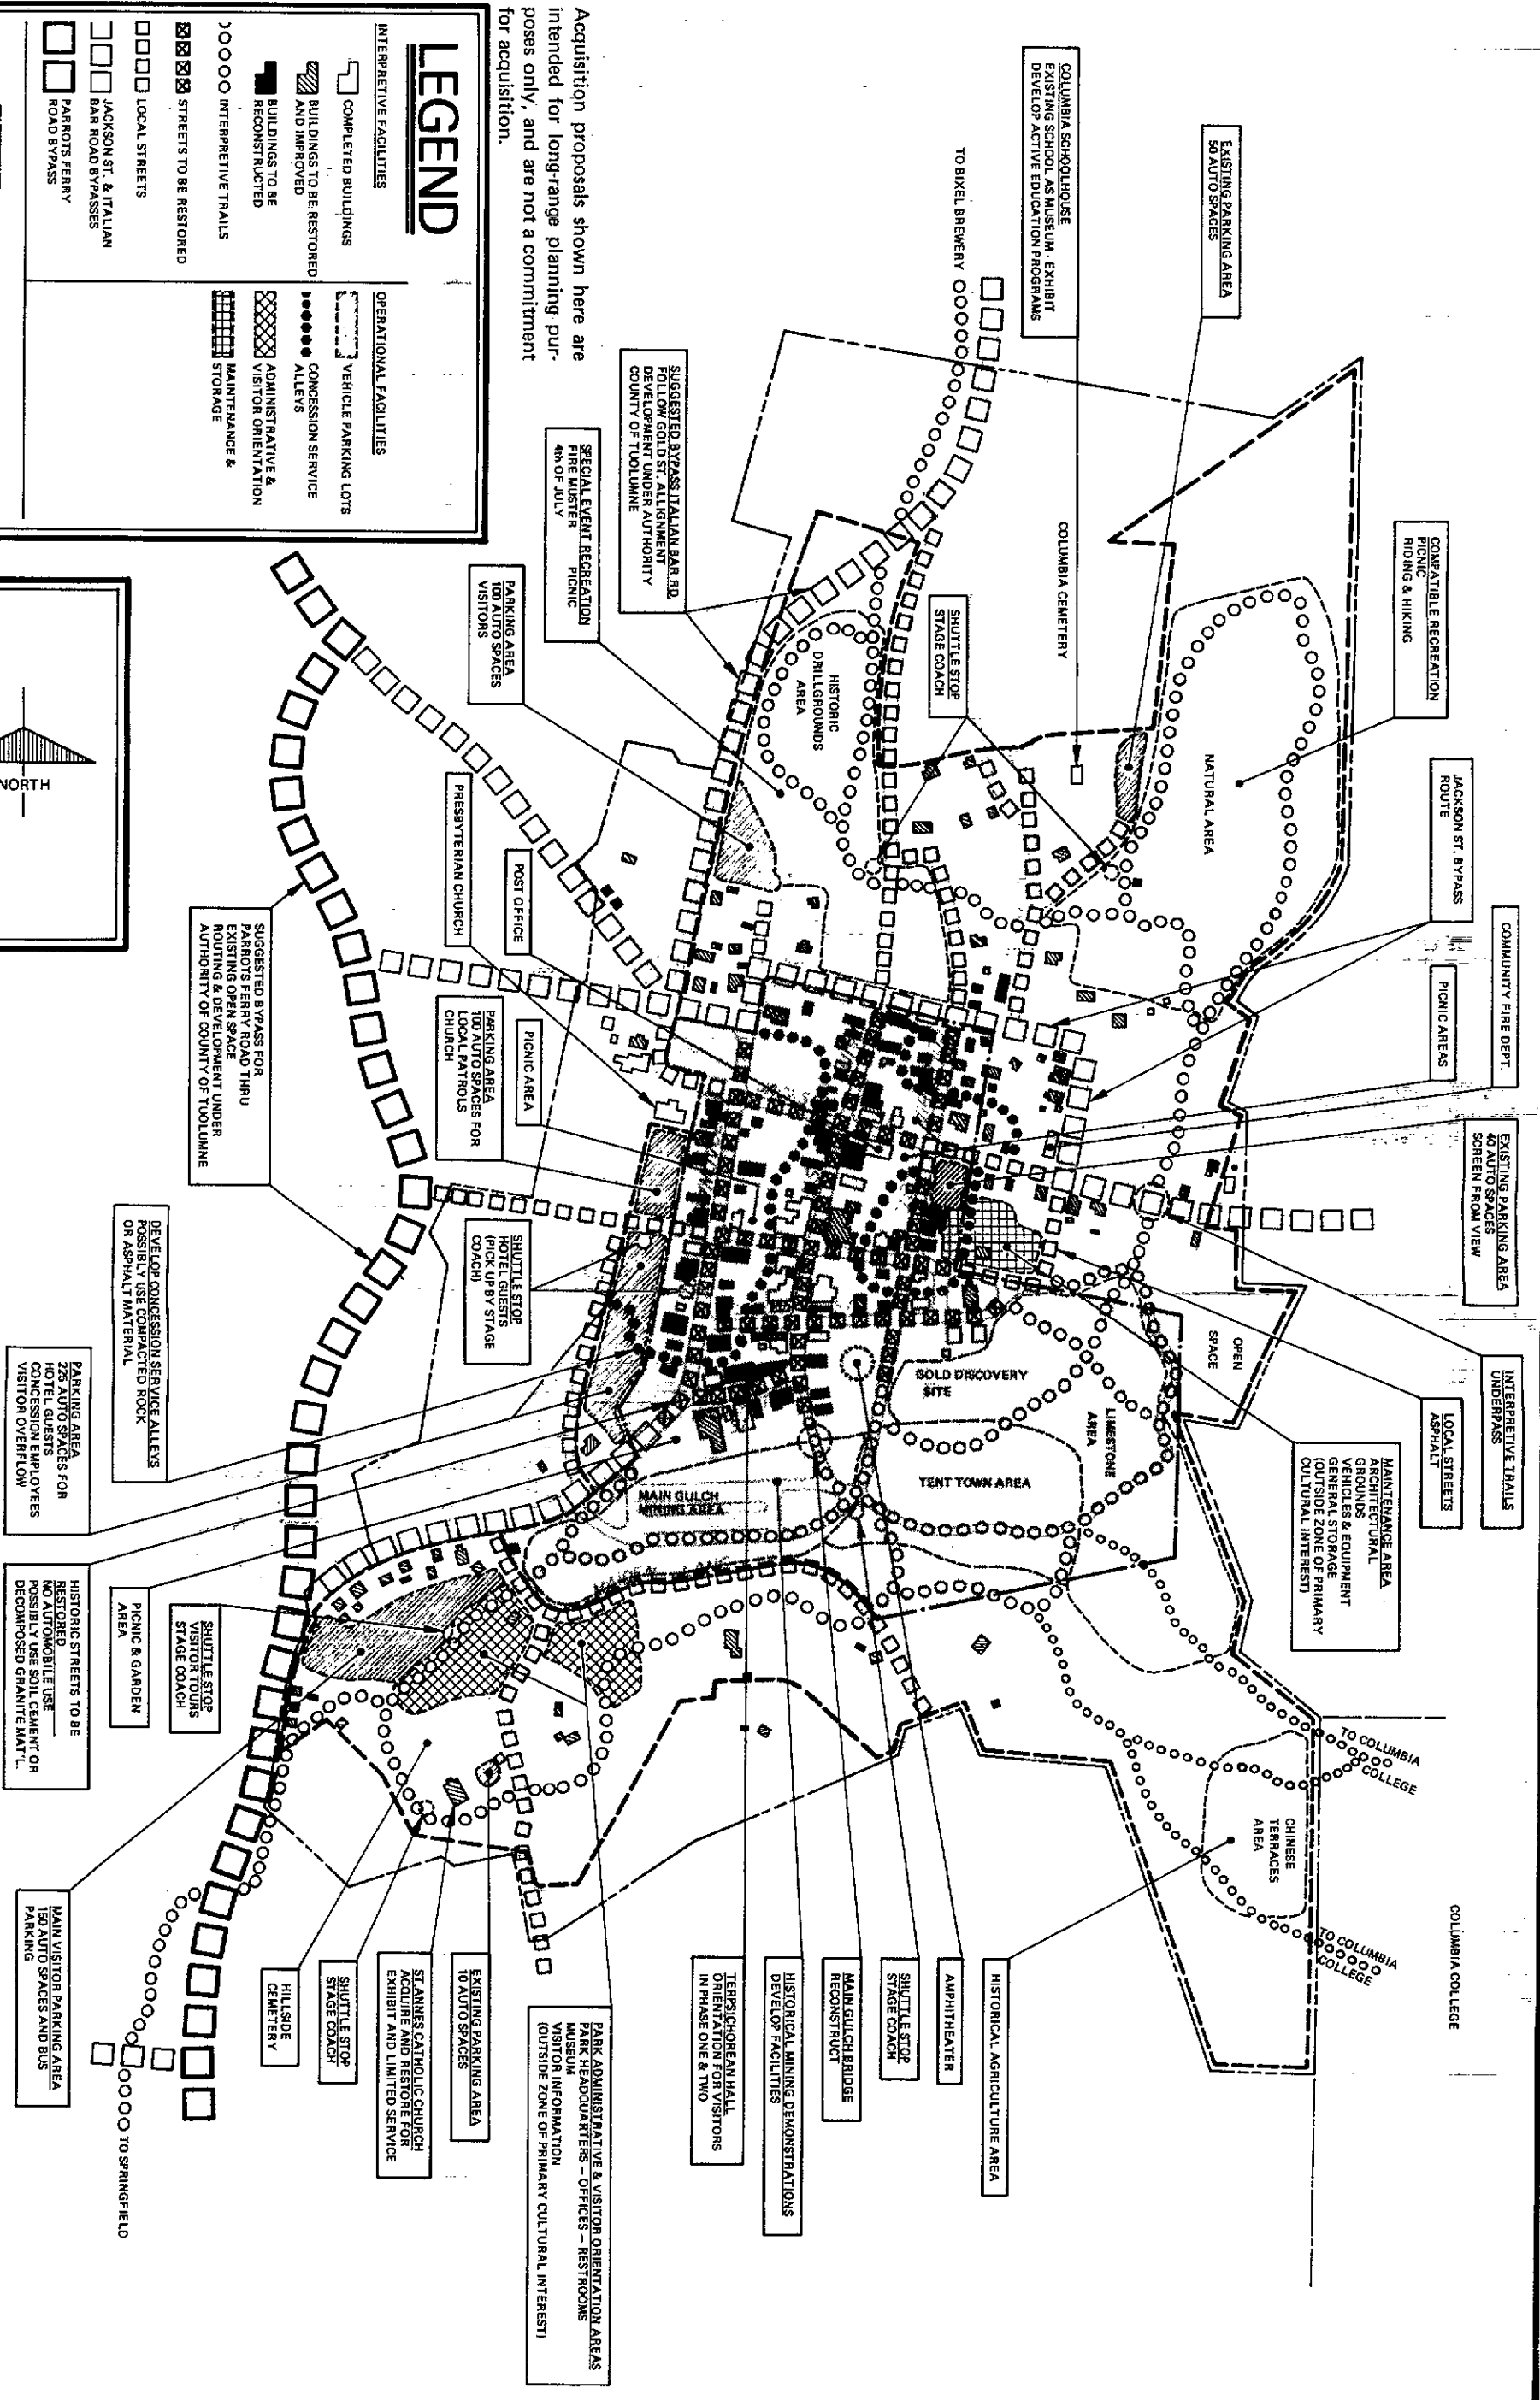 Acquisition proposals shown here are
intended for long-range planning pur-
poses only, and are not a commitment
for acquisition.
LEGEND
INTERPRETIVE FACILITIES
COMPLETED BUILDINGS
BUILDINGS TO BE RESTORED
AND IMPROVED
BUILDINGS TO BE
RECONSTRUCTED
INTERPRETIVE TRAILS
STREETS TO BE RESTORED
LOCAL STREETS
JACKSON ST. & ITALIAN
BAR ROAD BYPASSES
PARROTS FERRY
ROAD BYPASS
OPERATIONAL FACILITIES
VEHICLE PARKING LOTS
CONCESSION SERVICE
ALLEYS
ADMINISTRATIVE &
VISITOR ORIENTATION
MAINTENANCE &
STORAGE
NORTH
EXISTING PARKING AREA
50 AUTO SPACES
COLUMBIA SCHOOLHOUSE
EXISTING SCHOOL AS MUSEUM - EXHIBIT
DEVELOP ACTIVE EDUCATION PROGRAMS
TO BIXEL BREWERY
COLUMBIA CEMETERY
COMPATIBLE RECREATION
PICNIC
RIDING & HIKING
NATURAL AREA
JACKSON ST. BYPASS
ROUTE
COMMUNITY FIRE DEPT.
PICNIC AREAS
EXISTING PARKING AREA
40 AUTO SPACES
SCREEN FROM VIEW
INTERPRETIVE TRAILS
UNDERPASS
LOCAL STREETS
ASPHALT
MAINTENANCE AREA
ARCHITECTURAL
GROUNDS
VEHICLES & EQUIPMENT
GENERAL STORAGE
(OUTSIDE ZONE OF PRIMARY
CULTURAL INTEREST)
OPEN
SPACE
SHUTTLE STOP
STAGE COACH
HISTORIC
DRILLGROUNDS
AREA
SUGGESTED BYPASS ITALIAN BAR RD.
FOLLOW GOLD ST. ALLIGNMENT
DEVELOPMENT UNDER AUTHORITY
COUNTY OF TUOLUMNE
SPECIAL EVENT RECREATION
FIRE MUSTER PICNIC
4th OF JULY
PARKING AREA
100 AUTO SPACES
VISITORS
PRESBYTERIAN CHURCH
POST OFFICE
PICNIC AREA
PARKING AREA
100 AUTO SPACES FOR
LOCAL PATROLS
CHURCH
SUGGESTED BYPASS FOR
PARROTS FERRY ROAD THRU
EXISTING OPEN SPACE
ROUTING & DEVELOPMENT UNDER
AUTHORITY OF COUNTY OF TUOLUMNE
SHUTTLE STOP
HOTEL GUESTS
(PICK UP BY STAGE
COACH)
GOLD DISCOVERY
SITE
LIMESTONE
AREA
TENT TOWN AREA
MAIN GULCH
MINING AREA
DEVELOP CONCESSION SERVICE ALLEYS
POSSIBLY USE COMPACTED ROCK
OR ASPHALT MATERIAL
PARKING AREA
225 AUTO SPACES FOR
HOTEL GUESTS
CONCESSION EMPLOYEES
VISITOR OVERFLOW
HISTORIC STREETS TO BE
RESTORED
NO AUTOMOBILE USE
POSSIBLY USE SOIL CEMENT OR
DECOMPOSED GRANITE MAT'L.
PICNIC & GARDEN
AREA
SHUTTLE STOP
VISITOR TOURS
STAGE COACH
MAIN VISITOR PARKING AREA
150 AUTO SPACES AND BUS
PARKING
TO SPRINGFIELD
HILLSIDE
CEMETERY
SHUTTLE STOP
STAGE COACH
ST. ANNES CATHOLIC CHURCH
ACQUIRE AND RESTORE FOR
EXHIBIT AND LIMITED SERVICE
EXISTING PARKING AREA
10 AUTO SPACES
PARK ADMINISTRATIVE & VISITOR ORIENTATION AREAS
PARK HEADQUARTERS – OFFICES – RESTROOMS
MUSEUM
VISITOR INFORMATION
(OUTSIDE ZONE OF PRIMARY CULTURAL INTEREST)
TERPSICHOREAN HALL
ORIENTATION FOR VISITORS
IN PHASE ONE & TWO
HISTORICAL MINING DEMONSTRATIONS
DEVELOP FACILITIES
MAIN GULCH BRIDGE
RECONSTRUCT
SHUTTLE STOP
STAGE COACH
AMPHITHEATER
HISTORICAL AGRICULTURE AREA
CHINESE
TERRACES
AREA
TO COLUMBIA
COLLEGE
TO COLUMBIA
COLLEGE
COLUMBIA COLLEGE